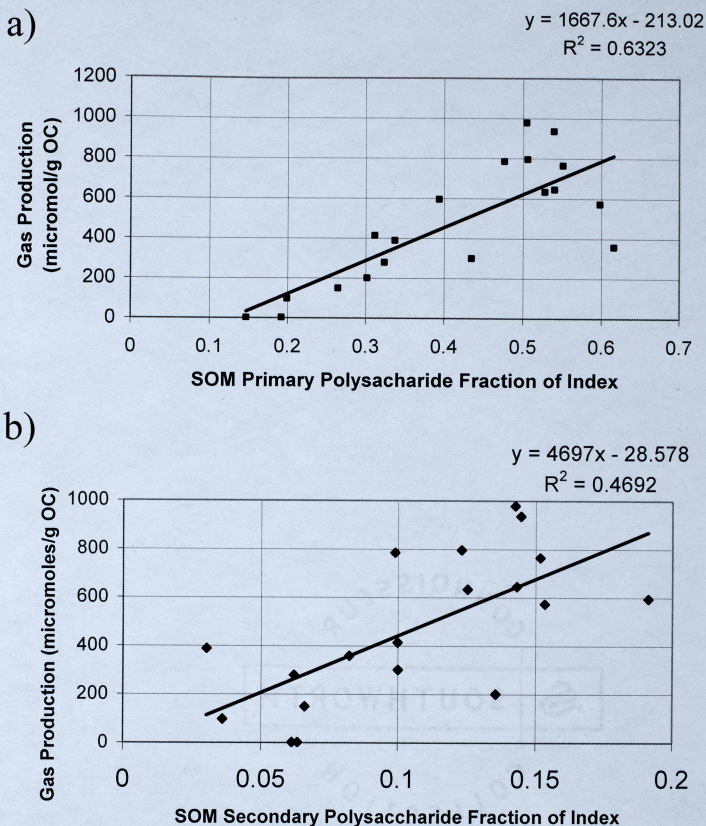 a)
y = 1667.6x - 213.02
R² = 0.6323
Gas Production
(micromol/g OC)
1200
1000
800
600
400
200
0
0 0.1 0.2 0.3 0.4 0.5 0.6 0.7
SOM Primary Polysacharide Fraction of Index
b)
y = 4697x - 28.578
R² = 0.4692
Gas Production (micromoles/g OC)
1000
800
600
400
200
0
0 0.05 0.1 0.15 0.2
SOM Secondary Polysaccharide Fraction of Index
SOUTHWORTH